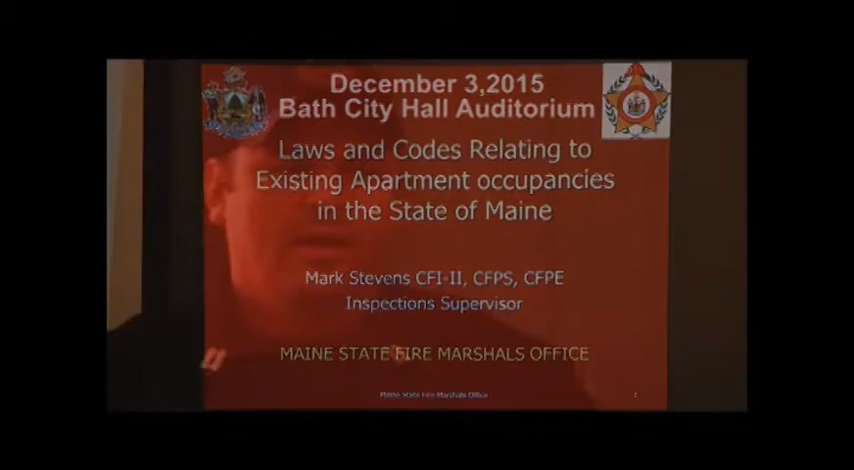 December 3,2015
Bath City Hall Auditorium
Laws and Codes Relating to
Existing Apartment occupancies
in the State of Maine
Mark Stevens CFI-II, CFPS, CFPE
Inspections Supervisor
MAINE STATE FIRE MARSHALS OFFICE
Maine State Fire Marshals Office
1